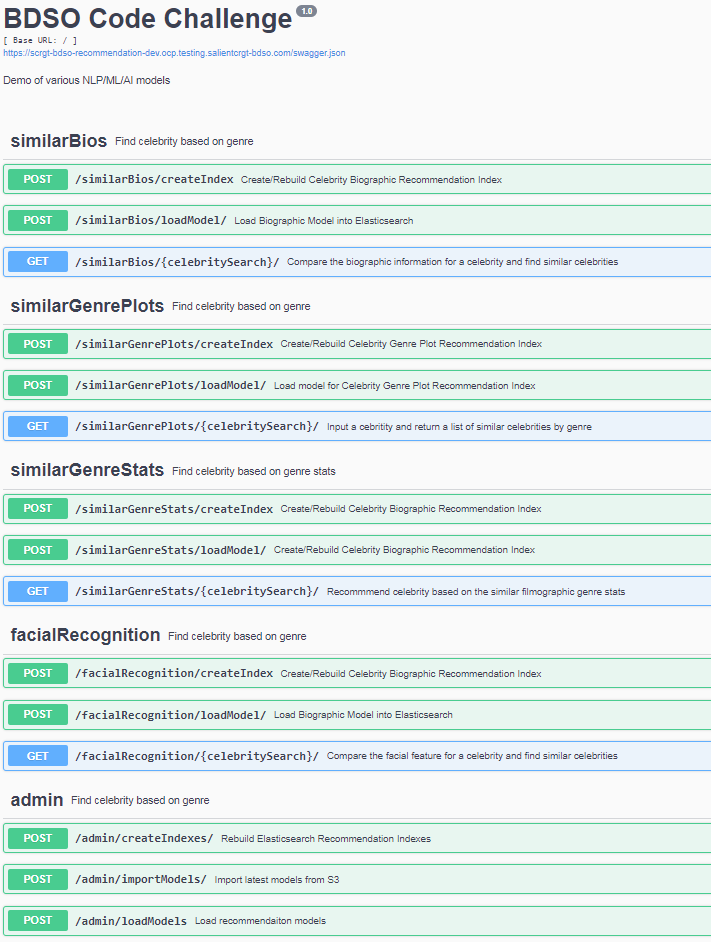 BDSO Code Challenge 1.0
[ Base URL: / ]
https://scrgt-bdso-recommendation-dev.ocp.testing.salientcrgt-bdso.com/swagger.json
Demo of various NLP/ML/AI models
similarBios Find celebrity based on genre
POST /similarBios/createIndex Create/Rebuild Celebrity Biographic Recommendation Index
POST /similarBios/loadModel/ Load Biographic Model into Elasticsearch
GET /similarBios/{celebritySearch}/ Compare the biographic information for a celebrity and find similar celebrities
similarGenrePlots Find celebrity based on genre
POST /similarGenrePlots/createIndex Create/Rebuild Celebrity Genre Plot Recommendation Index
POST /similarGenrePlots/loadModel/ Load model for Celebrity Genre Plot Recommendation Index
GET /similarGenrePlots/{celebritySearch}/ Input a cebritity and return a list of similar celebrities by genre
similarGenreStats Find celebrity based on genre stats
POST /similarGenreStats/createIndex Create/Rebuild Celebrity Biographic Recommendation Index
POST /similarGenreStats/loadModel/ Create/Rebuild Celebrity Biographic Recommendation Index
GET /similarGenreStats/{celebritySearch}/ Recommmend celebrity based on the similar filmographic genre stats
facialRecognition Find celebrity based on genre
POST /facialRecognition/createIndex Create/Rebuild Celebrity Biographic Recommendation Index
POST /facialRecognition/loadModel/ Load Biographic Model into Elasticsearch
GET /facialRecognition/{celebritySearch}/ Compare the facial feature for a celebrity and find similar celebrities
admin Find celebrity based on genre
POST /admin/createIndexes/ Rebuild Elasticsearch Recommendation Indexes
POST /admin/importModels/ Import latest models from S3
POST /admin/loadModels Load recommendaiton models